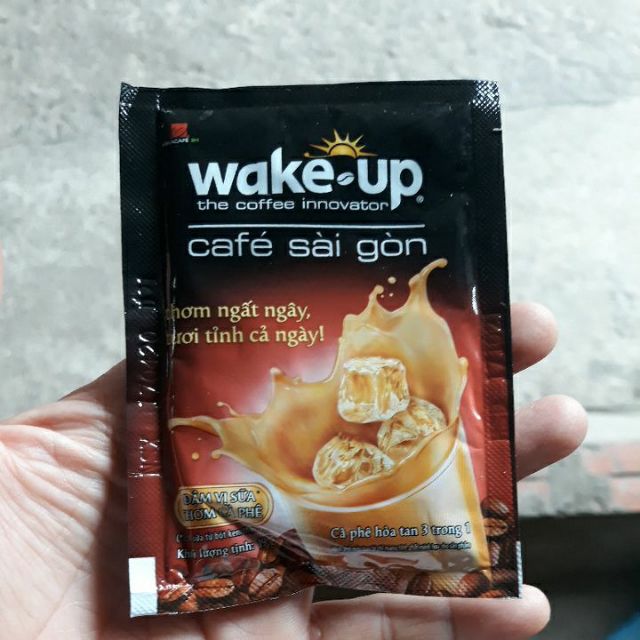 wake-up
the coffee innovator
café sài gòn
thơm ngất ngây,
tươi tỉnh cả ngày!
ĐẬM VỊ SỮA
THƠM CÀ PHÊ
Cà phê hòa tan 3 trong 1
Khối lượng tịnh: